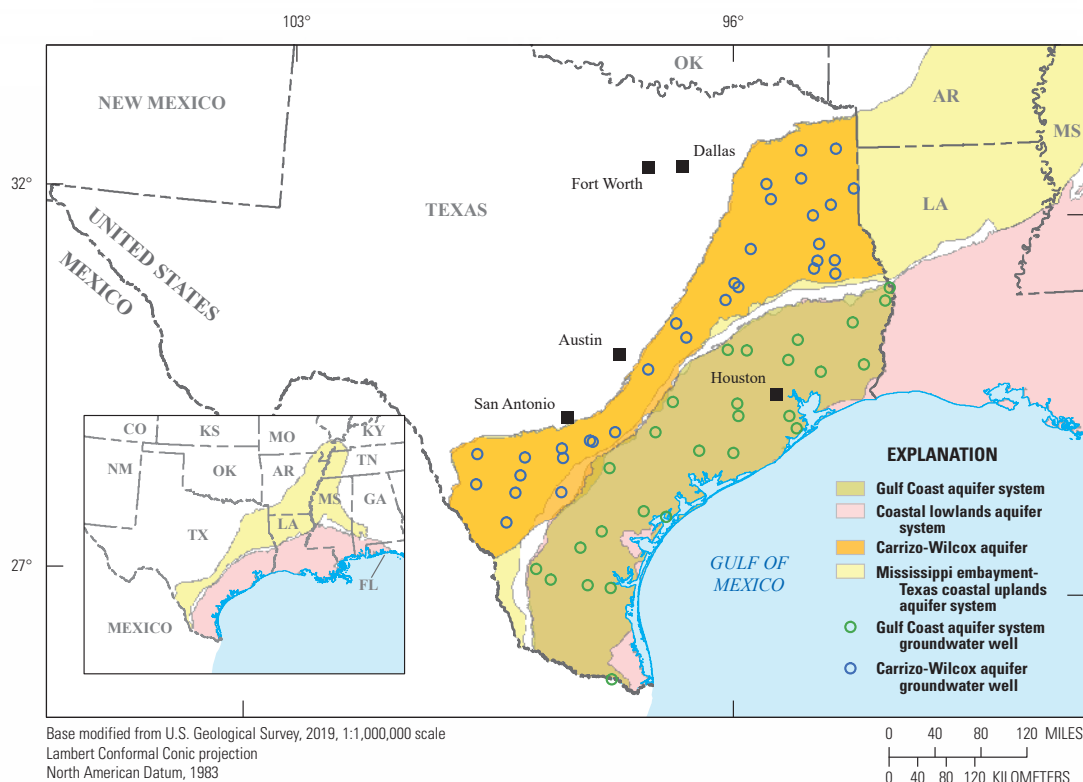 103°
96°
OK
NEW MEXICO
AR
MS
Dallas
Fort Worth
32°
TEXAS
LA
UNITED STATES
MEXICO
Austin
Houston
San Antonio
CO
KS
MO
KY
NM
OK
AR
TN
MS
GA
TX
LA
FL
MEXICO
27°
GULF OF
MEXICO
EXPLANATION
Gulf Coast aquifer system
Coastal lowlands aquifer
system
Carrizo-Wilcox aquifer
Mississippi embayment-
Texas coastal uplands
aquifer system
Gulf Coast aquifer system
groundwater well
Carrizo-Wilcox aquifer
groundwater well
Base modified from U.S. Geological Survey, 2019, 1:1,000,000 scale
Lambert Conformal Conic projection
North American Datum, 1983
0 40 80 120 MILES
0 40 80 120 KILOMETERS